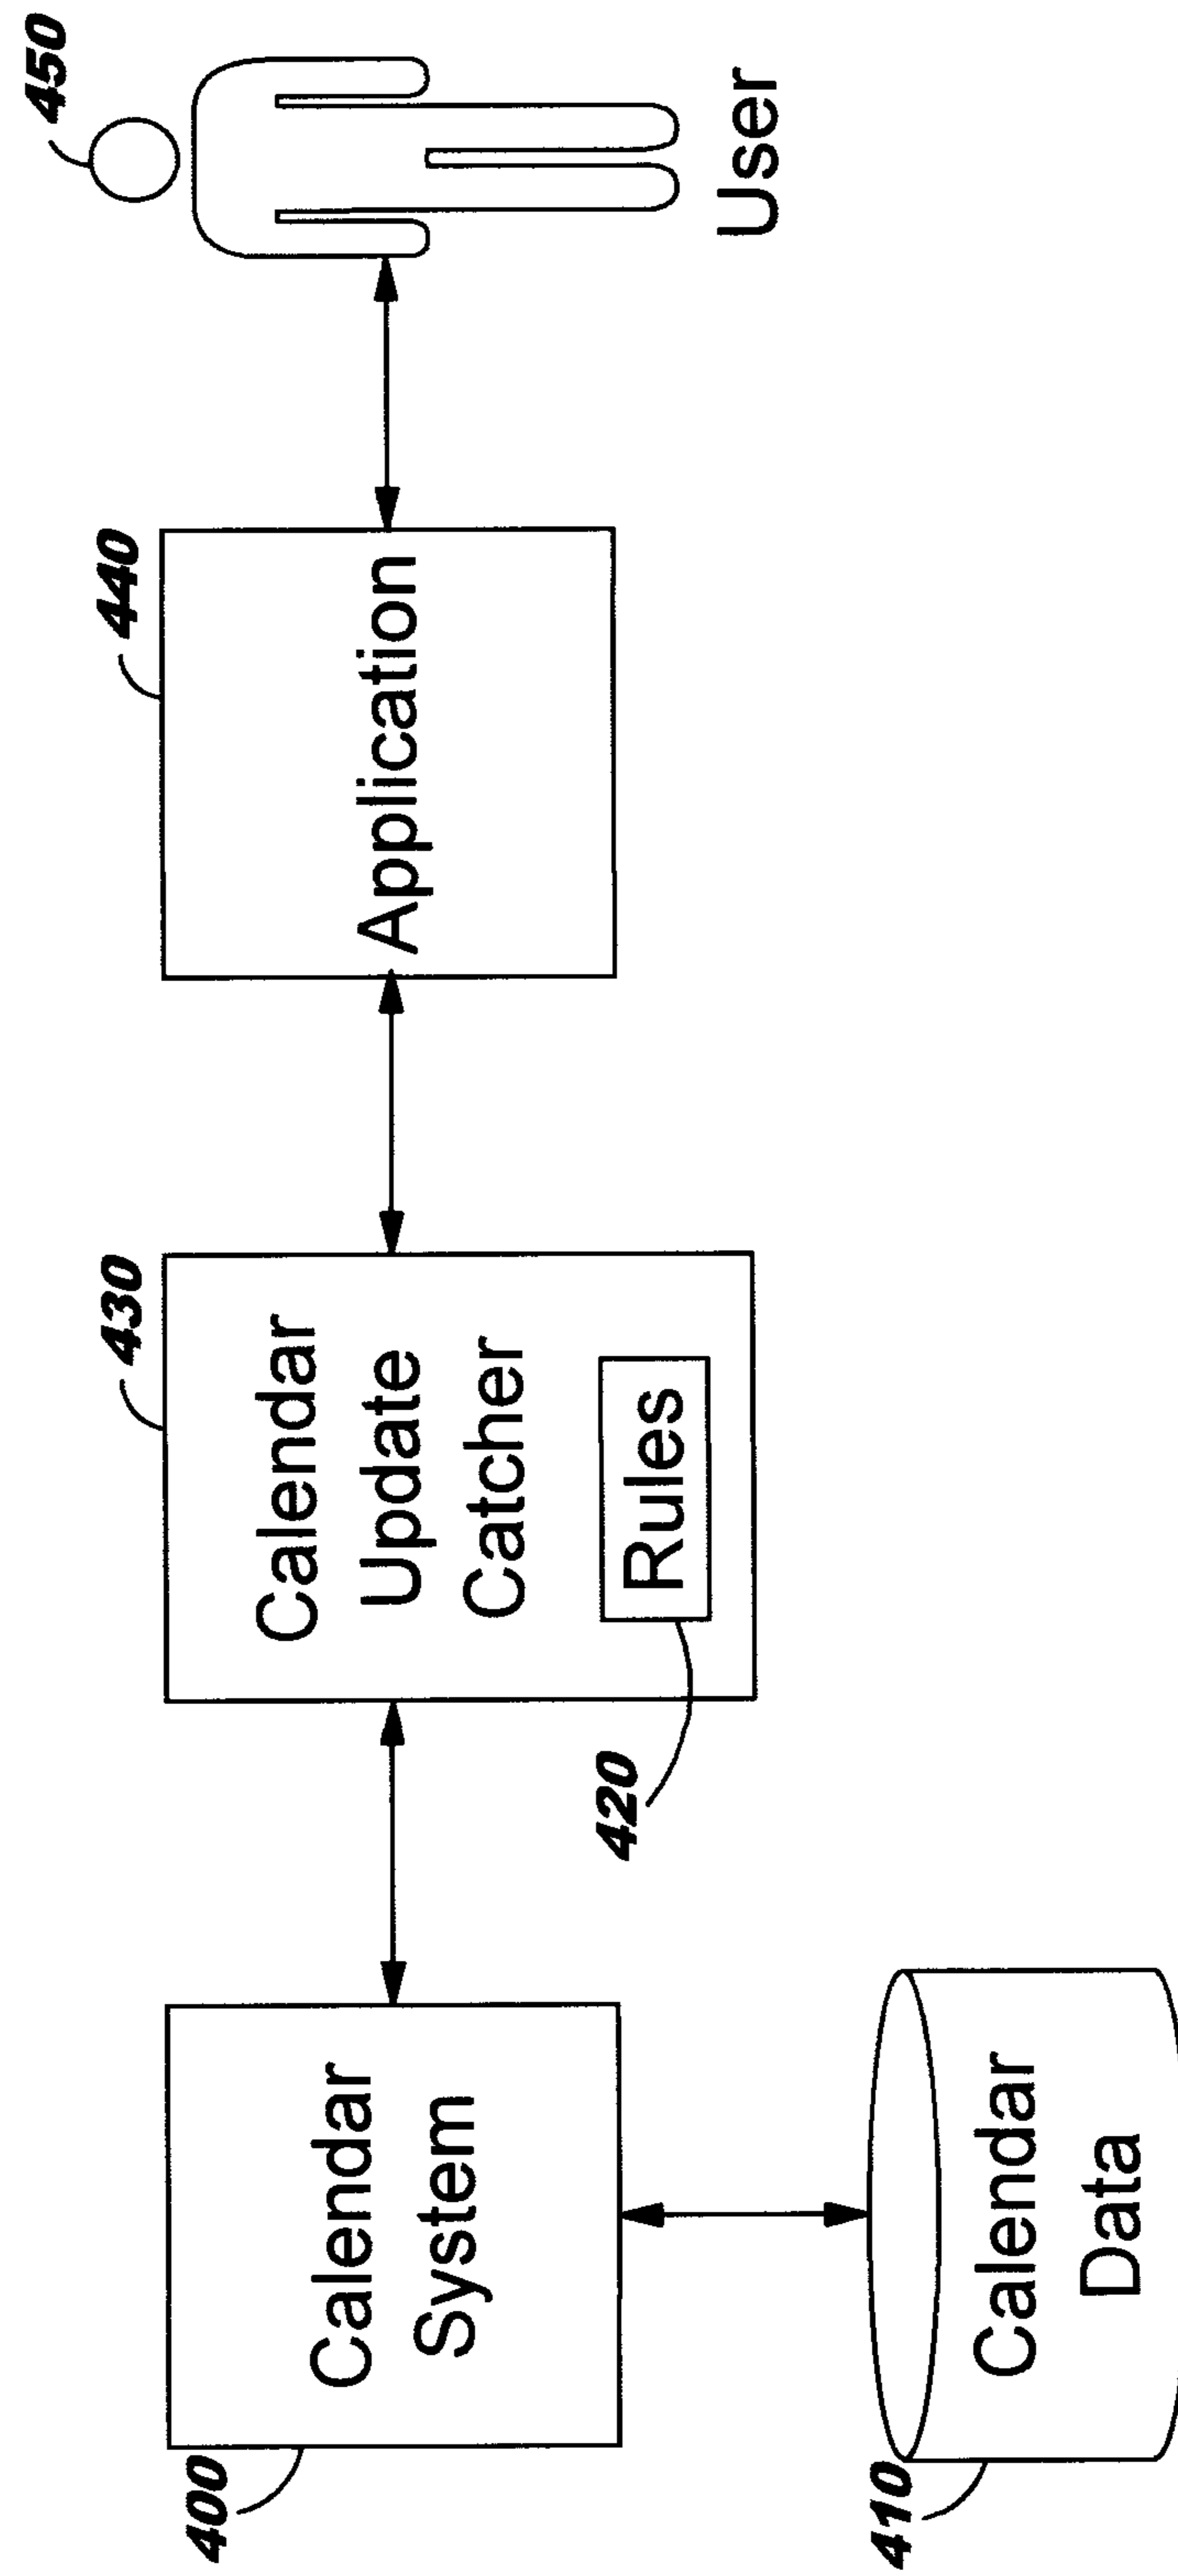 400
Calendar
System
410
Calendar
Data
430
Calendar
Update
Catcher
420
Rules
440
Application
450
User